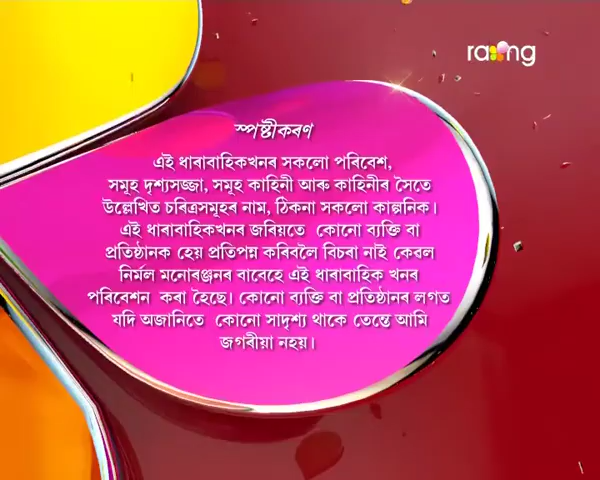 rang
স্পষ্টীকৰণ
এই ধাৰাবাহিকখনৰ সকলো পৰিবেশ,
সমূহ দৃশ্যসজ্জা, সমূহ কাহিনী আৰু কাহিনীৰ সৈতে
উল্লেখিত চৰিত্ৰসমূহৰ নাম, ঠিকনা সকলো কাল্পনিক।
এই ধাৰাবাহিকখনৰ জৰিয়তে কোনো ব্যক্তি বা
প্ৰতিষ্ঠানক হেয় প্ৰতিপন্ন কৰিবলৈ বিচৰা নাই কেৱল
নিৰ্মল মনোৰঞ্জনৰ বাবেহে এই ধাৰাবাহিক খনৰ
পৰিবেশন কৰা হৈছে। কোনো ব্যক্তি বা প্ৰতিষ্ঠানৰ লগত
যদি অজানিতে কোনো সাদৃশ্য থাকে তেন্তে আমি
জগৰীয়া নহয়।